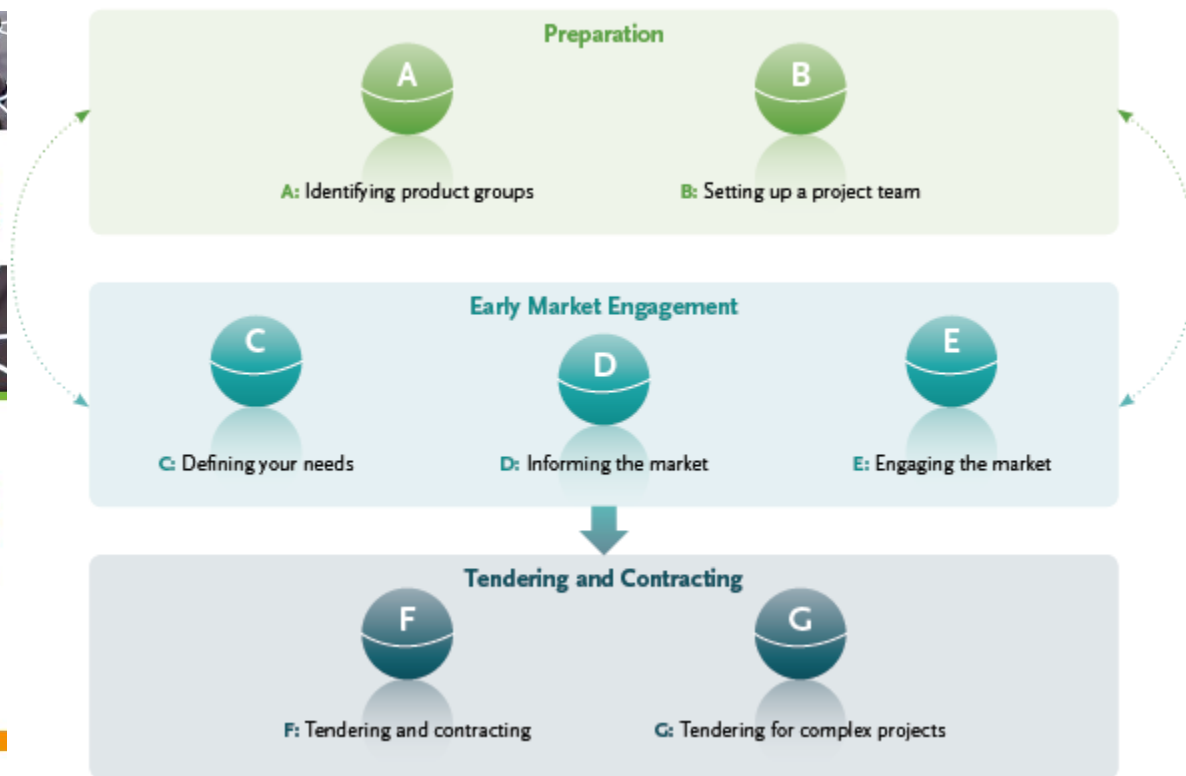 Preparation
A
B
A: Identifying product groups
B: Setting up a project team
Early Market Engagement
C
D
E
C: Defining your needs
D: Informing the market
E: Engaging the market
Tendering and Contracting
F
G
F: Tendering and contracting
G: Tendering for complex projects